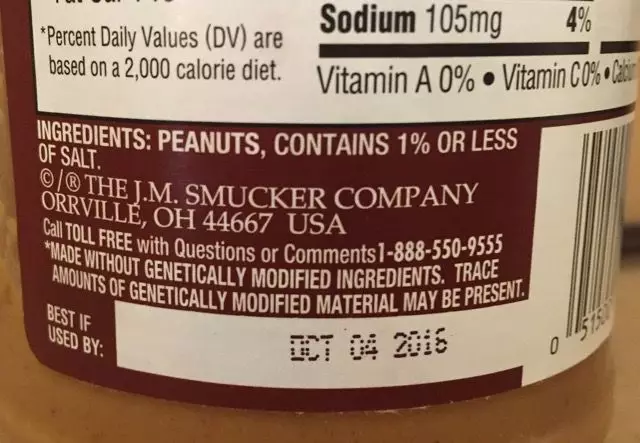 Sodium 105mg 4%
*Percent Daily Values (DV) are
based on a 2,000 calorie diet.
Vitamin A 0% • Vitamin C 0% •
INGREDIENTS: PEANUTS, CONTAINS 1% OR LESS
OF SALT.
©/® THE J.M. SMUCKER COMPANY
ORRVILLE, OH 44667 USA
Call TOLL FREE with Questions or Comments 1-888-550-9555
*MADE WITHOUT GENETICALLY MODIFIED INGREDIENTS. TRACE
AMOUNTS OF GENETICALLY MODIFIED MATERIAL MAY BE PRESENT.
BEST IF
USED BY:
OCT 04 2016
0 51500